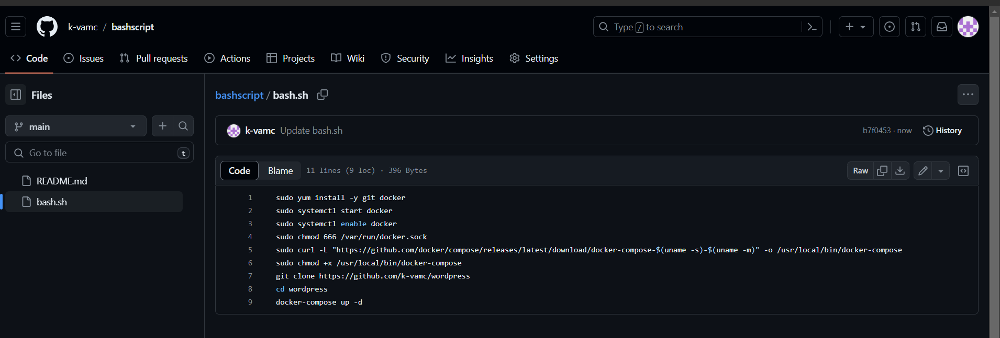 k-vamc / bashscript
Type / to search
Code
Issues
Pull requests
Actions
Projects
Wiki
Security
Insights
Settings
Files
main
Go to file
t
README.md
bash.sh
bashscript / bash.sh
k-vamc Update bash.sh
b7f0453 · now
History
Code
Blame
11 lines (9 loc) · 396 Bytes
Raw
1 sudo yum install -y git docker
2 sudo systemctl start docker
3 sudo systemctl enable docker
4 sudo chmod 666 /var/run/docker.sock
5 sudo curl -L "https://github.com/docker/compose/releases/latest/download/docker-compose-$(uname -s)-$(uname -m)" -o /usr/local/bin/docker-compose
6 sudo chmod +x /usr/local/bin/docker-compose
7 git clone https://github.com/k-vamc/wordpress
8 cd wordpress
9 docker-compose up -d